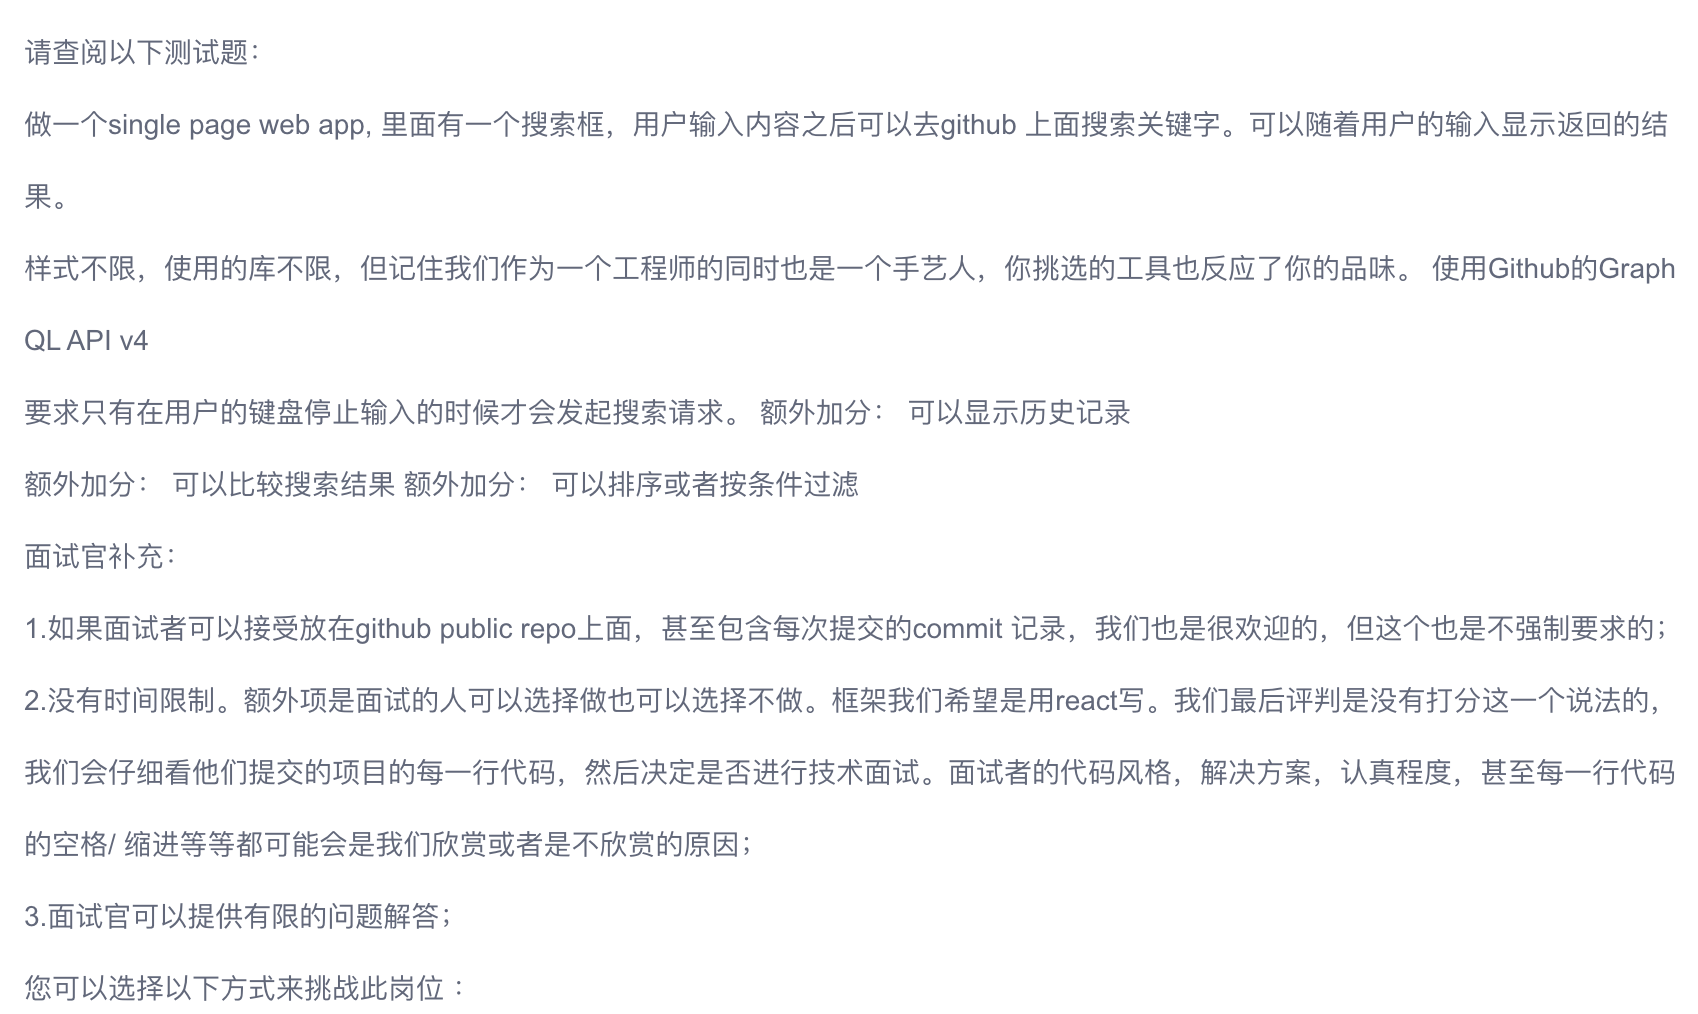 请查阅以下测试题：
做一个single page web app, 里面有一个搜索框，用户输入内容之后可以去github 上面搜索关键字。可以随着用户的输入显示返回的结
果。
样式不限，使用的库不限，但记住我们作为一个工程师的同时也是一个手艺人，你挑选的工具也反应了你的品味。 使用Github的Graph
QL API v4
要求只有在用户的键盘停止输入的时候才会发起搜索请求。 额外加分： 可以显示历史记录
额外加分： 可以比较搜索结果 额外加分： 可以排序或者按条件过滤
面试官补充：
1.如果面试者可以接受放在github public repo上面，甚至包含每次提交的commit 记录，我们也是很欢迎的，但这个也是不强制要求的；
2.没有时间限制。额外项是面试的人可以选择做也可以选择不做。框架我们希望是用react写。我们最后评判是没有打分这一个说法的，
我们会仔细看他们提交的项目的每一行代码，然后决定是否进行技术面试。面试者的代码风格，解决方案，认真程度，甚至每一行代码
的空格/ 缩进等等都可能会是我们欣赏或者是不欣赏的原因；
3.面试官可以提供有限的问题解答；
您可以选择以下方式来挑战此岗位 ：